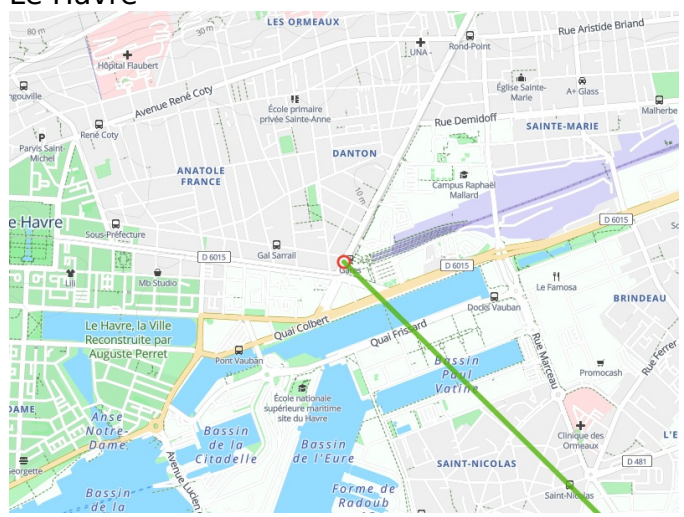 Le Havre
LES ORMEAUX
80 m
30 m
Rue Aristide Briand
UNA -
Rond-Point
Hôpital Flaubert
ngouville
Avenue René Coty
Église Sainte-
Marie
A+ Glass
École primaire
privée Sainte-Anne
Malherbe
René Coty
Rue Demidoff
SAINTE-MARIE
P
Parvis Saint-
Michel
DANTON
ANATOLE
FRANCE
Campus Raphaël
Mallard
10 m
e Havre
Sous-Préfecture
D 6015
Gal Sarrail
D 6015
D 6015
Gares
Lili
Mb Studio
Le Famosa
BRINDEAU
Docks Vauban
Le Havre, la Ville
Reconstruite par
Auguste Perret
Quai Colbert
Quai Frissard
Rue Marceau
Rue Ferrer
Pont Vauban
Bassin
Paul
Vatine
Promocash
École nationale
supérieure maritime
site du Havre
DAME
Anse
Notre-
Dame
Bassin
de la
Citadelle
Bassin
de l'Eure
Clinique des
Ormeaux
L'E
Georgette
Avenue Lucien
SAINT-NICOLAS
D 481
Bassin
de la
Forme de
Radoub
Saint-Nicolas